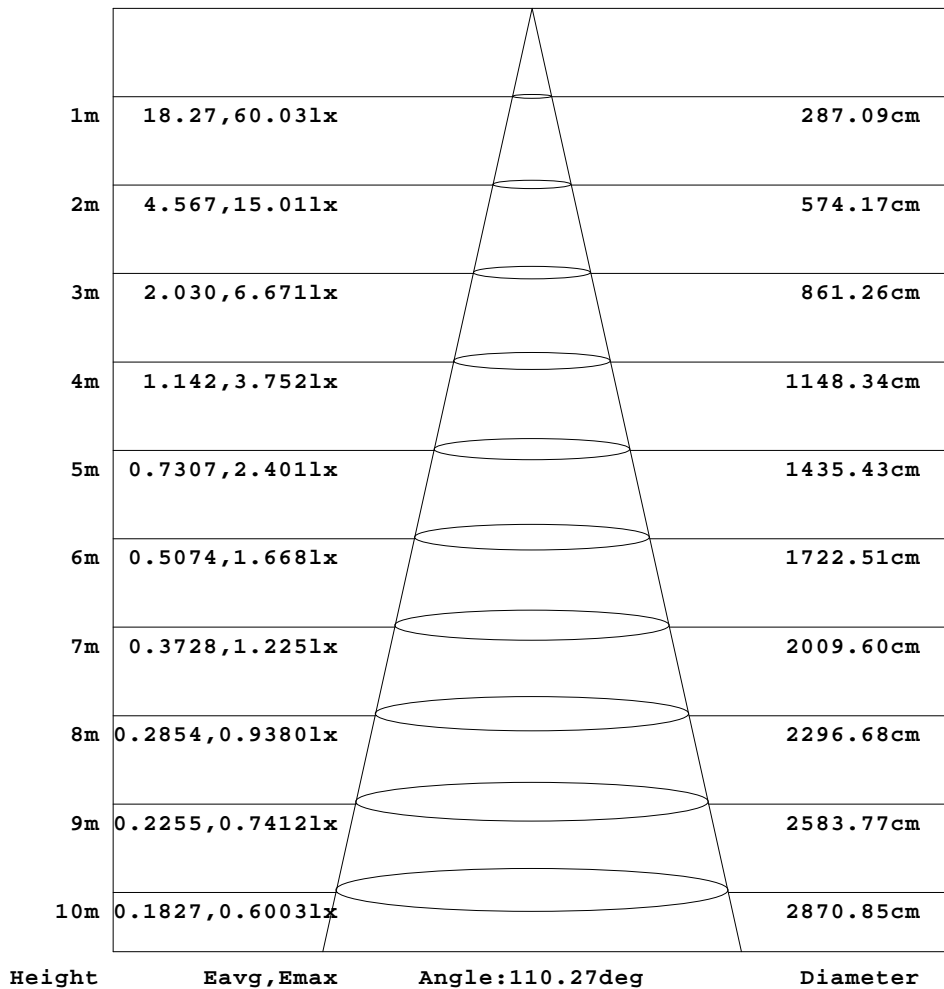 1m 18.27,60.03lx 287.09cm
2m 4.567,15.01lx 574.17cm
3m 2.030,6.671lx 861.26cm
4m 1.142,3.752lx 1148.34cm
5m 0.7307,2.401lx 1435.43cm
6m 0.5074,1.668lx 1722.51cm
7m 0.3728,1.225lx 2009.60cm
8m 0.2854,0.9380lx 2296.68cm
9m 0.2255,0.7412lx 2583.77cm
10m 0.1827,0.6003lx 2870.85cm
Height Eavg,Emax Angle:110.27deg Diameter